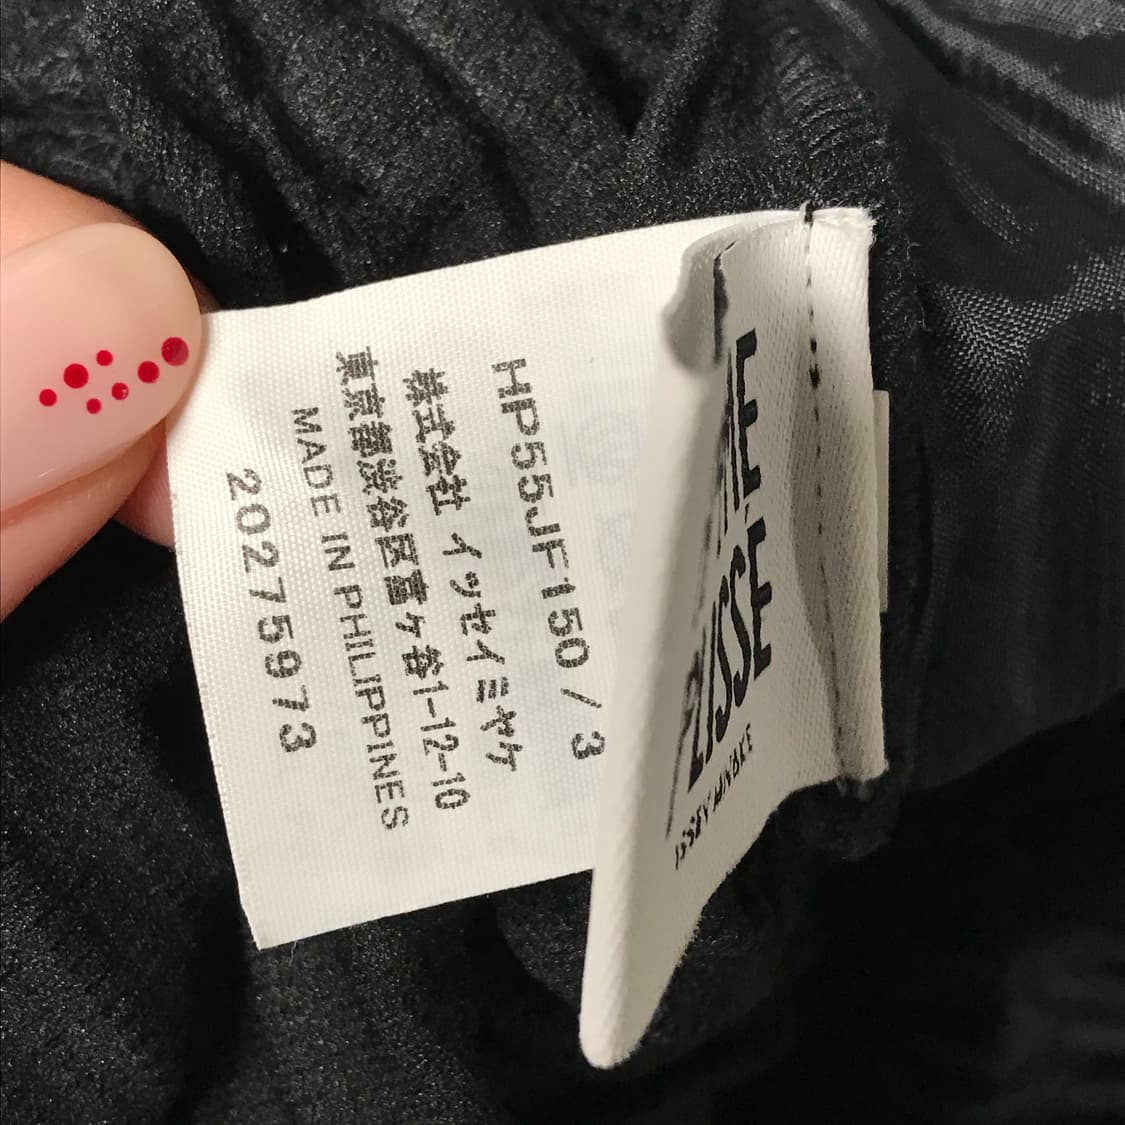 HP55JF150 / 3
株式会社 イッセイミヤケ
東京都渋谷区富ヶ谷1-12-10
MADE IN PHILIPPINES
20275973
ISSEY MIYAKE